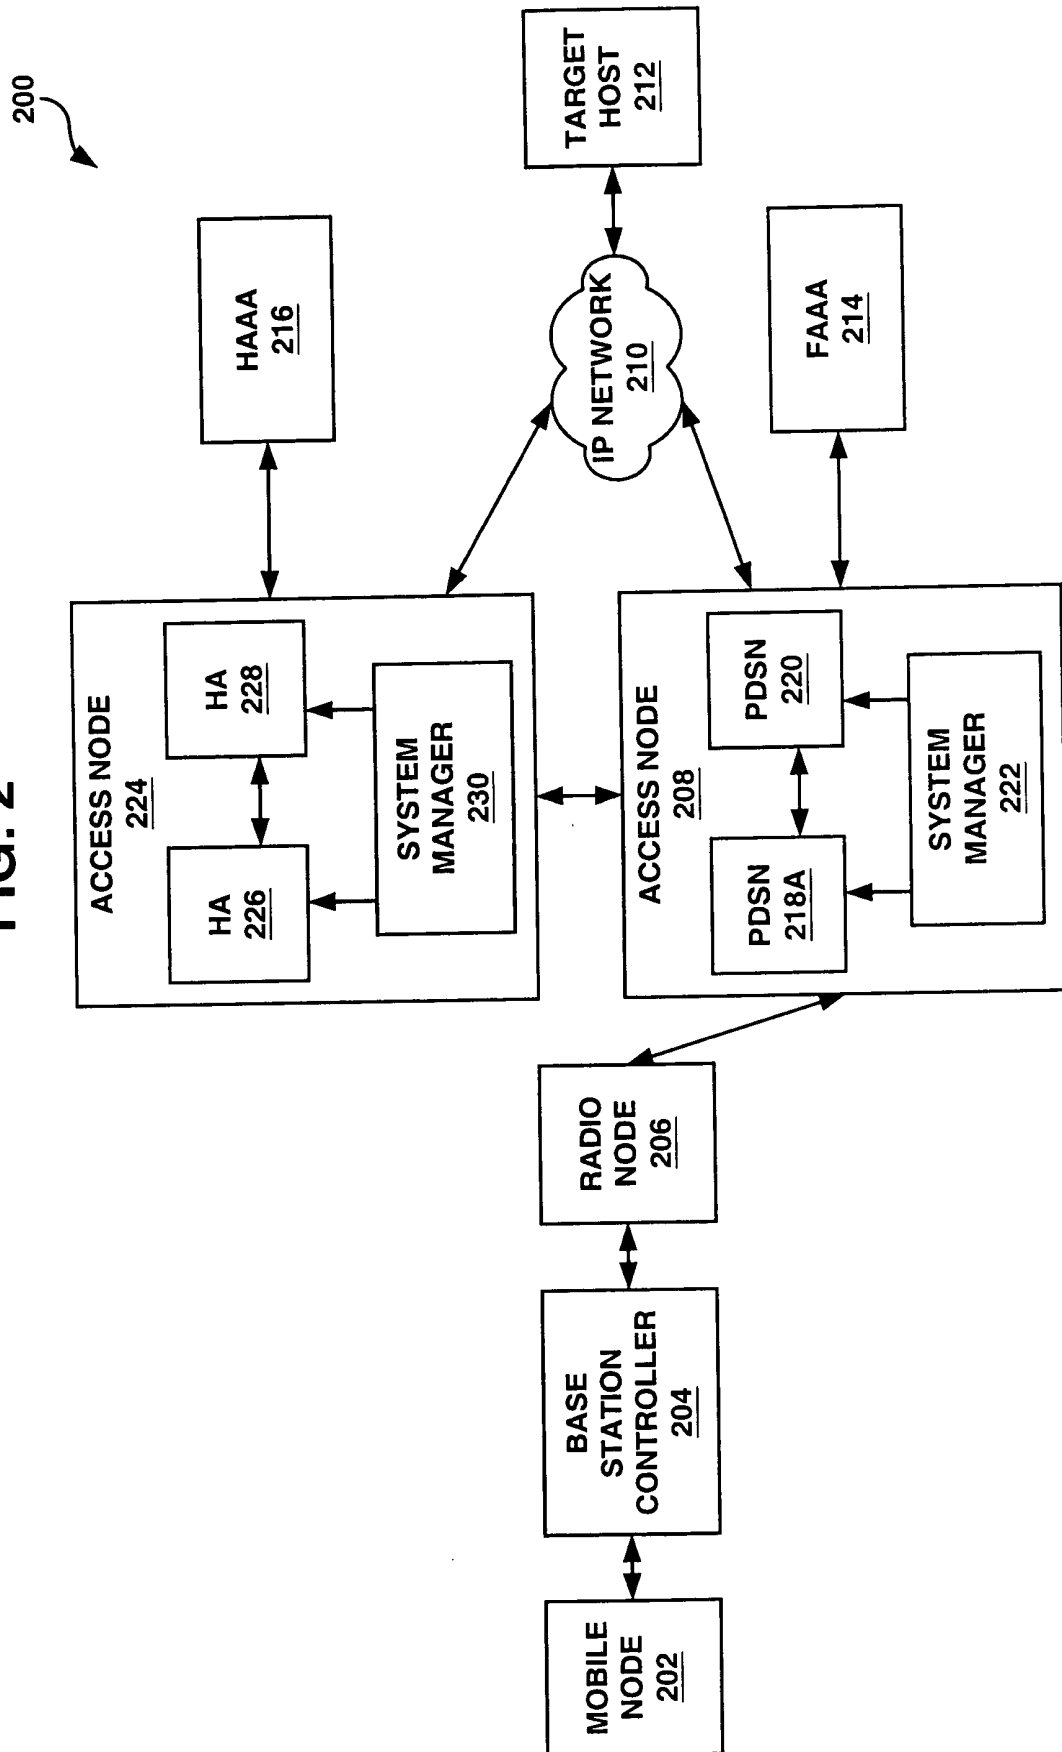 FIG. 2
200
ACCESS NODE
224
HA
226
HA
228
SYSTEM
MANAGER
230
HAAA
216
MOBILE
NODE
202
BASE
STATION
CONTROLLER
204
RADIO
NODE
206
IP NETWORK
210
TARGET
HOST
212
ACCESS NODE
208
PDSN
218A
PDSN
220
SYSTEM
MANAGER
222
FAAA
214